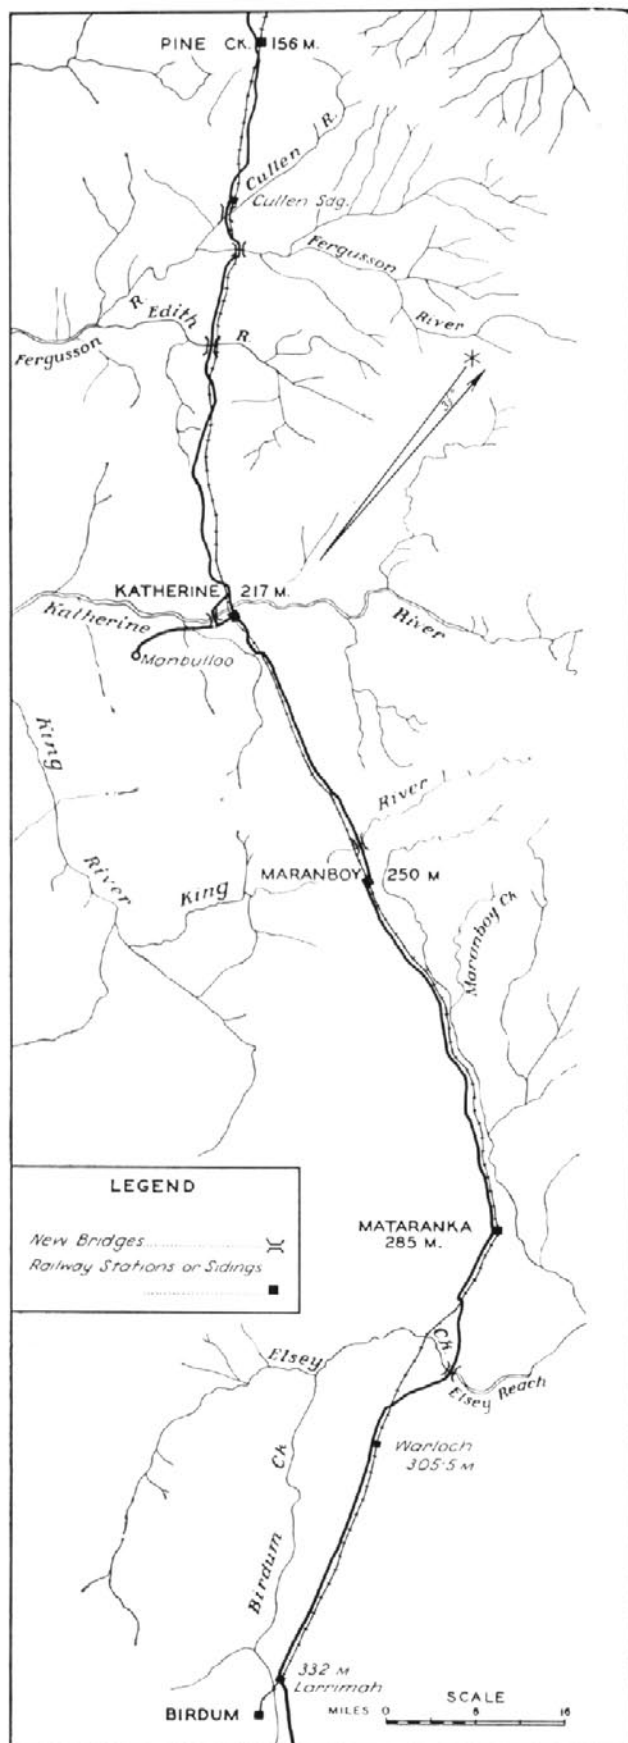 PINE CK. 156 M.
Cullen R.
Cullen Sdg.
Fergusson
River
R.
Edith R.
Fergusson
KATHERINE 217 M.
Katherine
River
Manbulloo
King
River
River
MARANBOY 250 M
King
Maranboy Ck
LEGEND
New Bridges
Railway Stations or Sidings
MATARANKA
285 M.
Elsey Ck.
Elsey Reach
Warloch
305·5 M
Birdum Ck
332 M
Larrimah
BIRDUM
SCALE
MILES 0 8 16